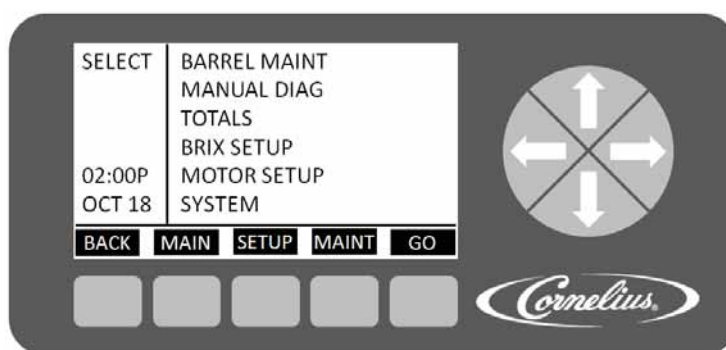 SELECT BARREL MAINT
MANUAL DIAG
TOTALS
BRIX SETUP
02:00P MOTOR SETUP
OCT 18 SYSTEM
BACK MAIN SETUP MAINT GO
Cornelius.